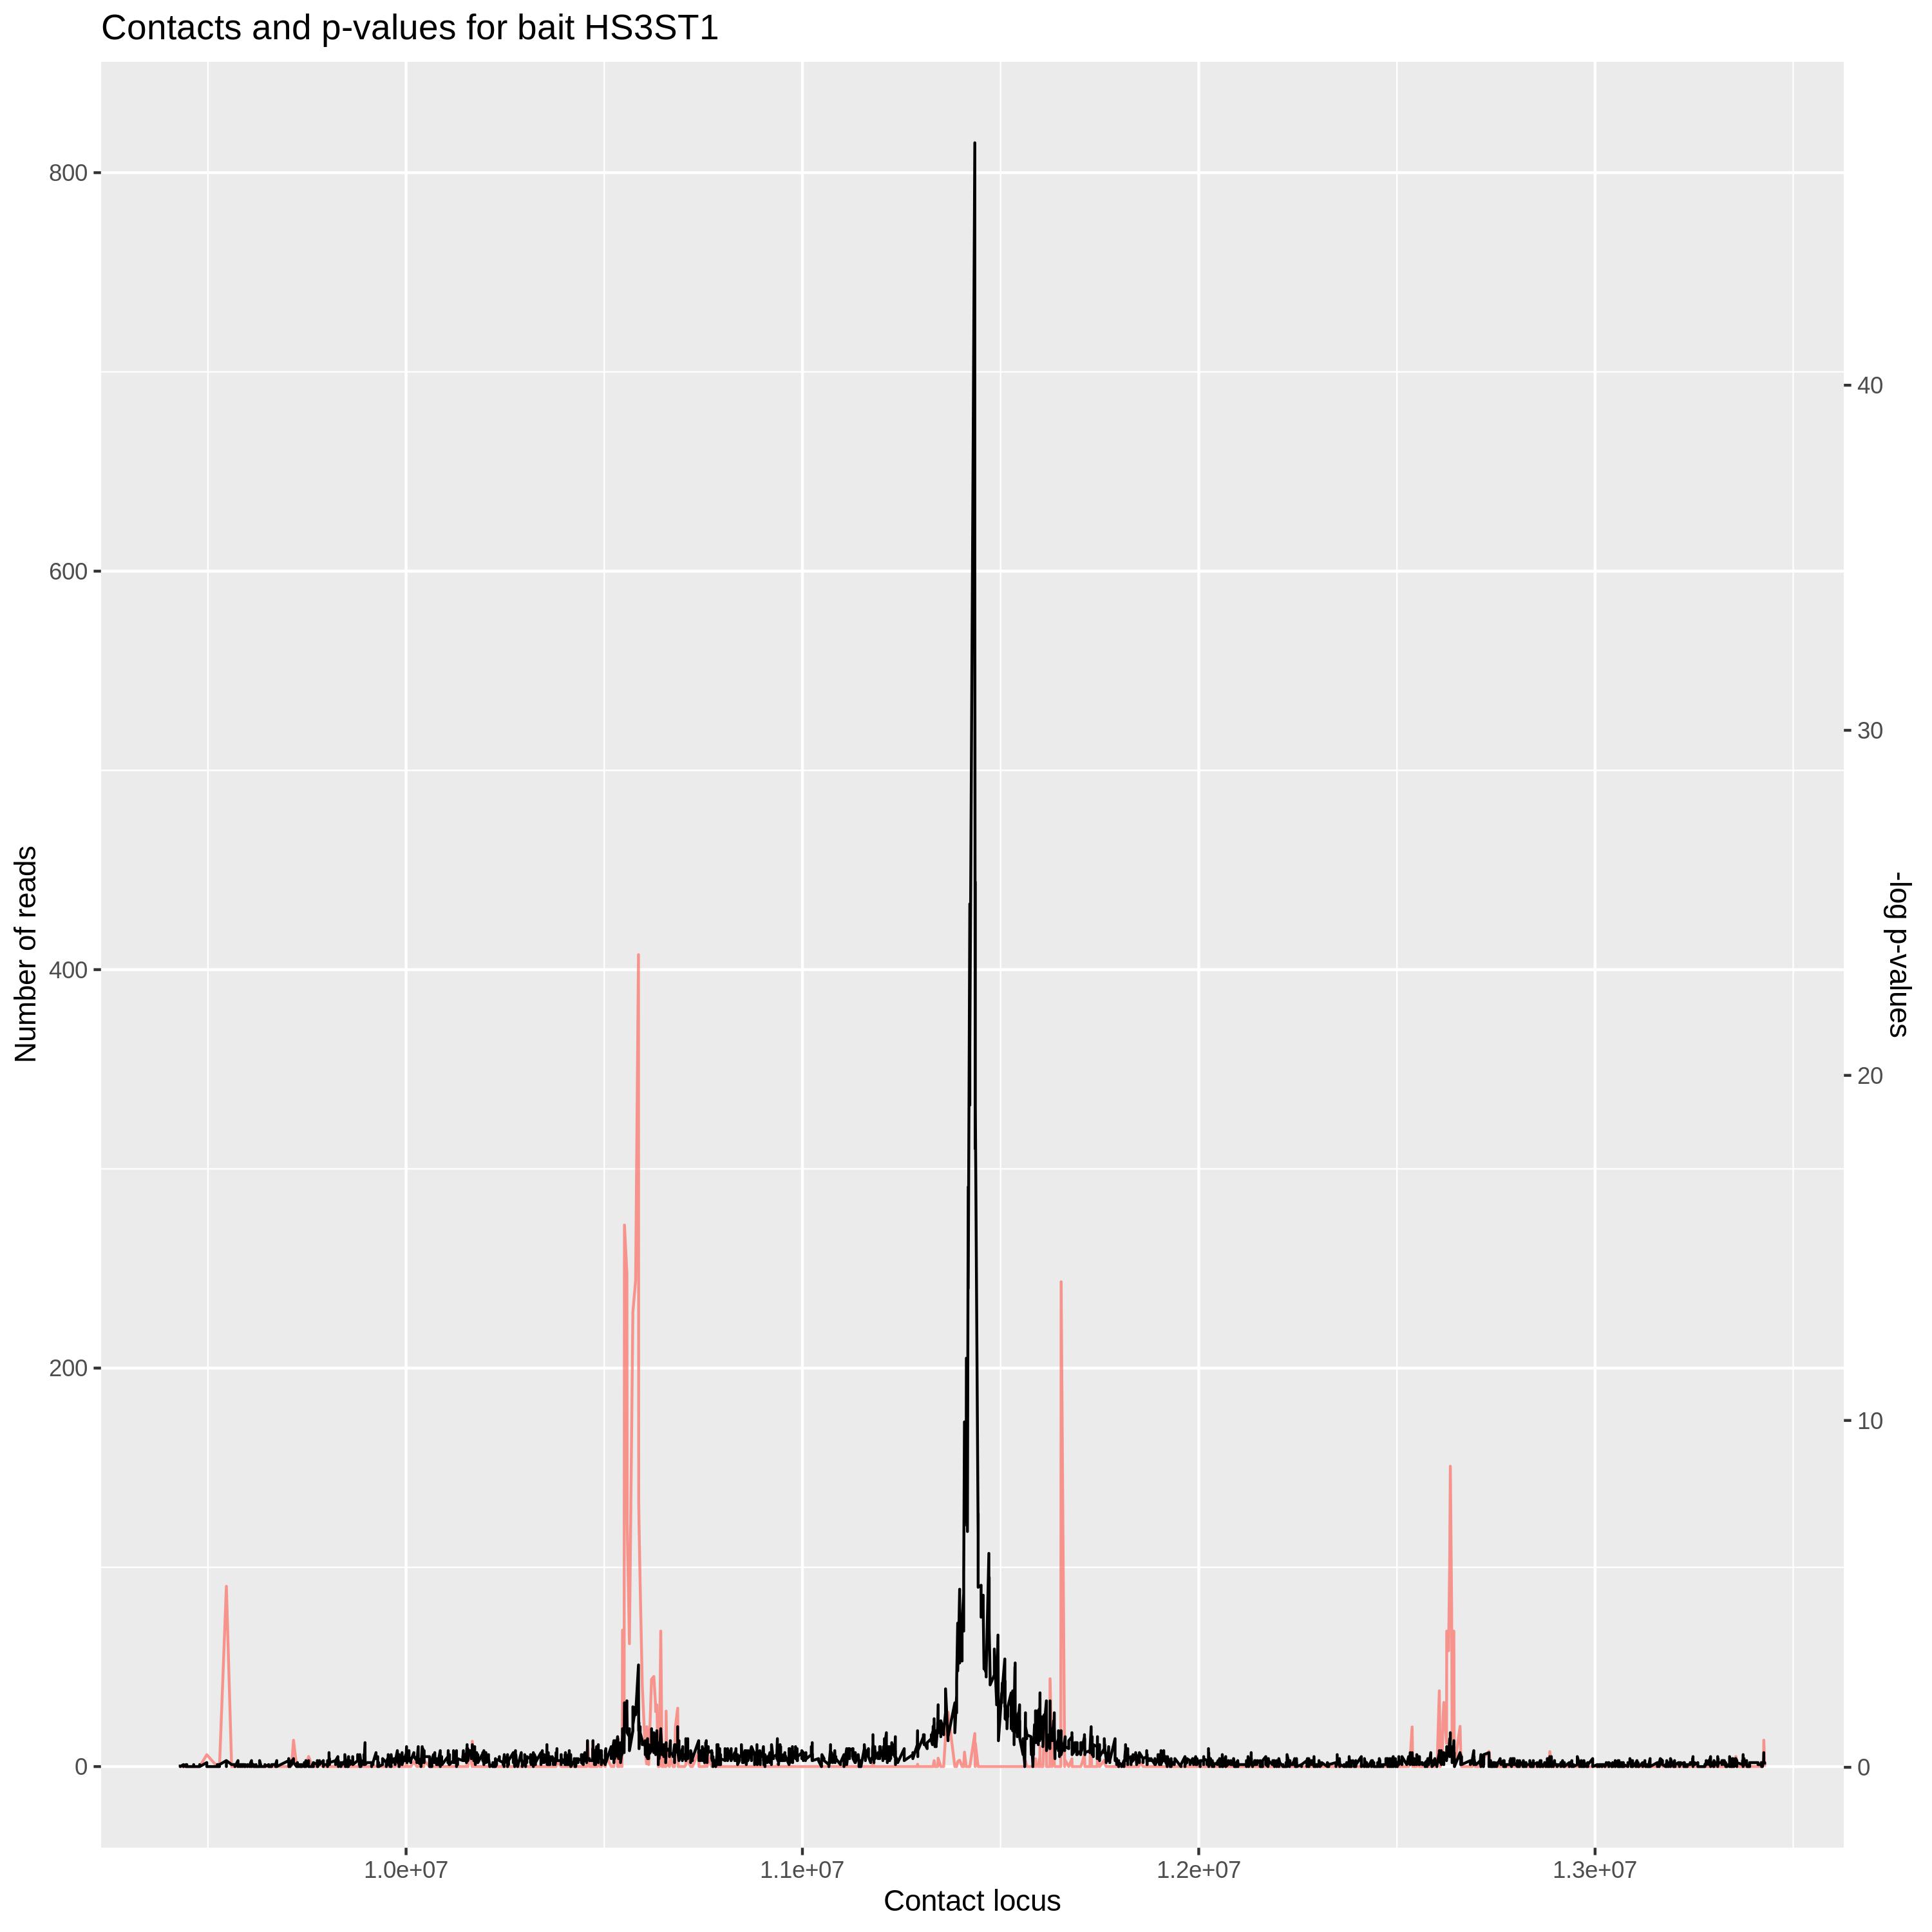 Contacts and p-values for bait HS3ST1
800
600
400
200
0
Number of reads
40
30
20
10
0
-log p-values
1.0e+07
1.1e+07
1.2e+07
1.3e+07
Contact locus